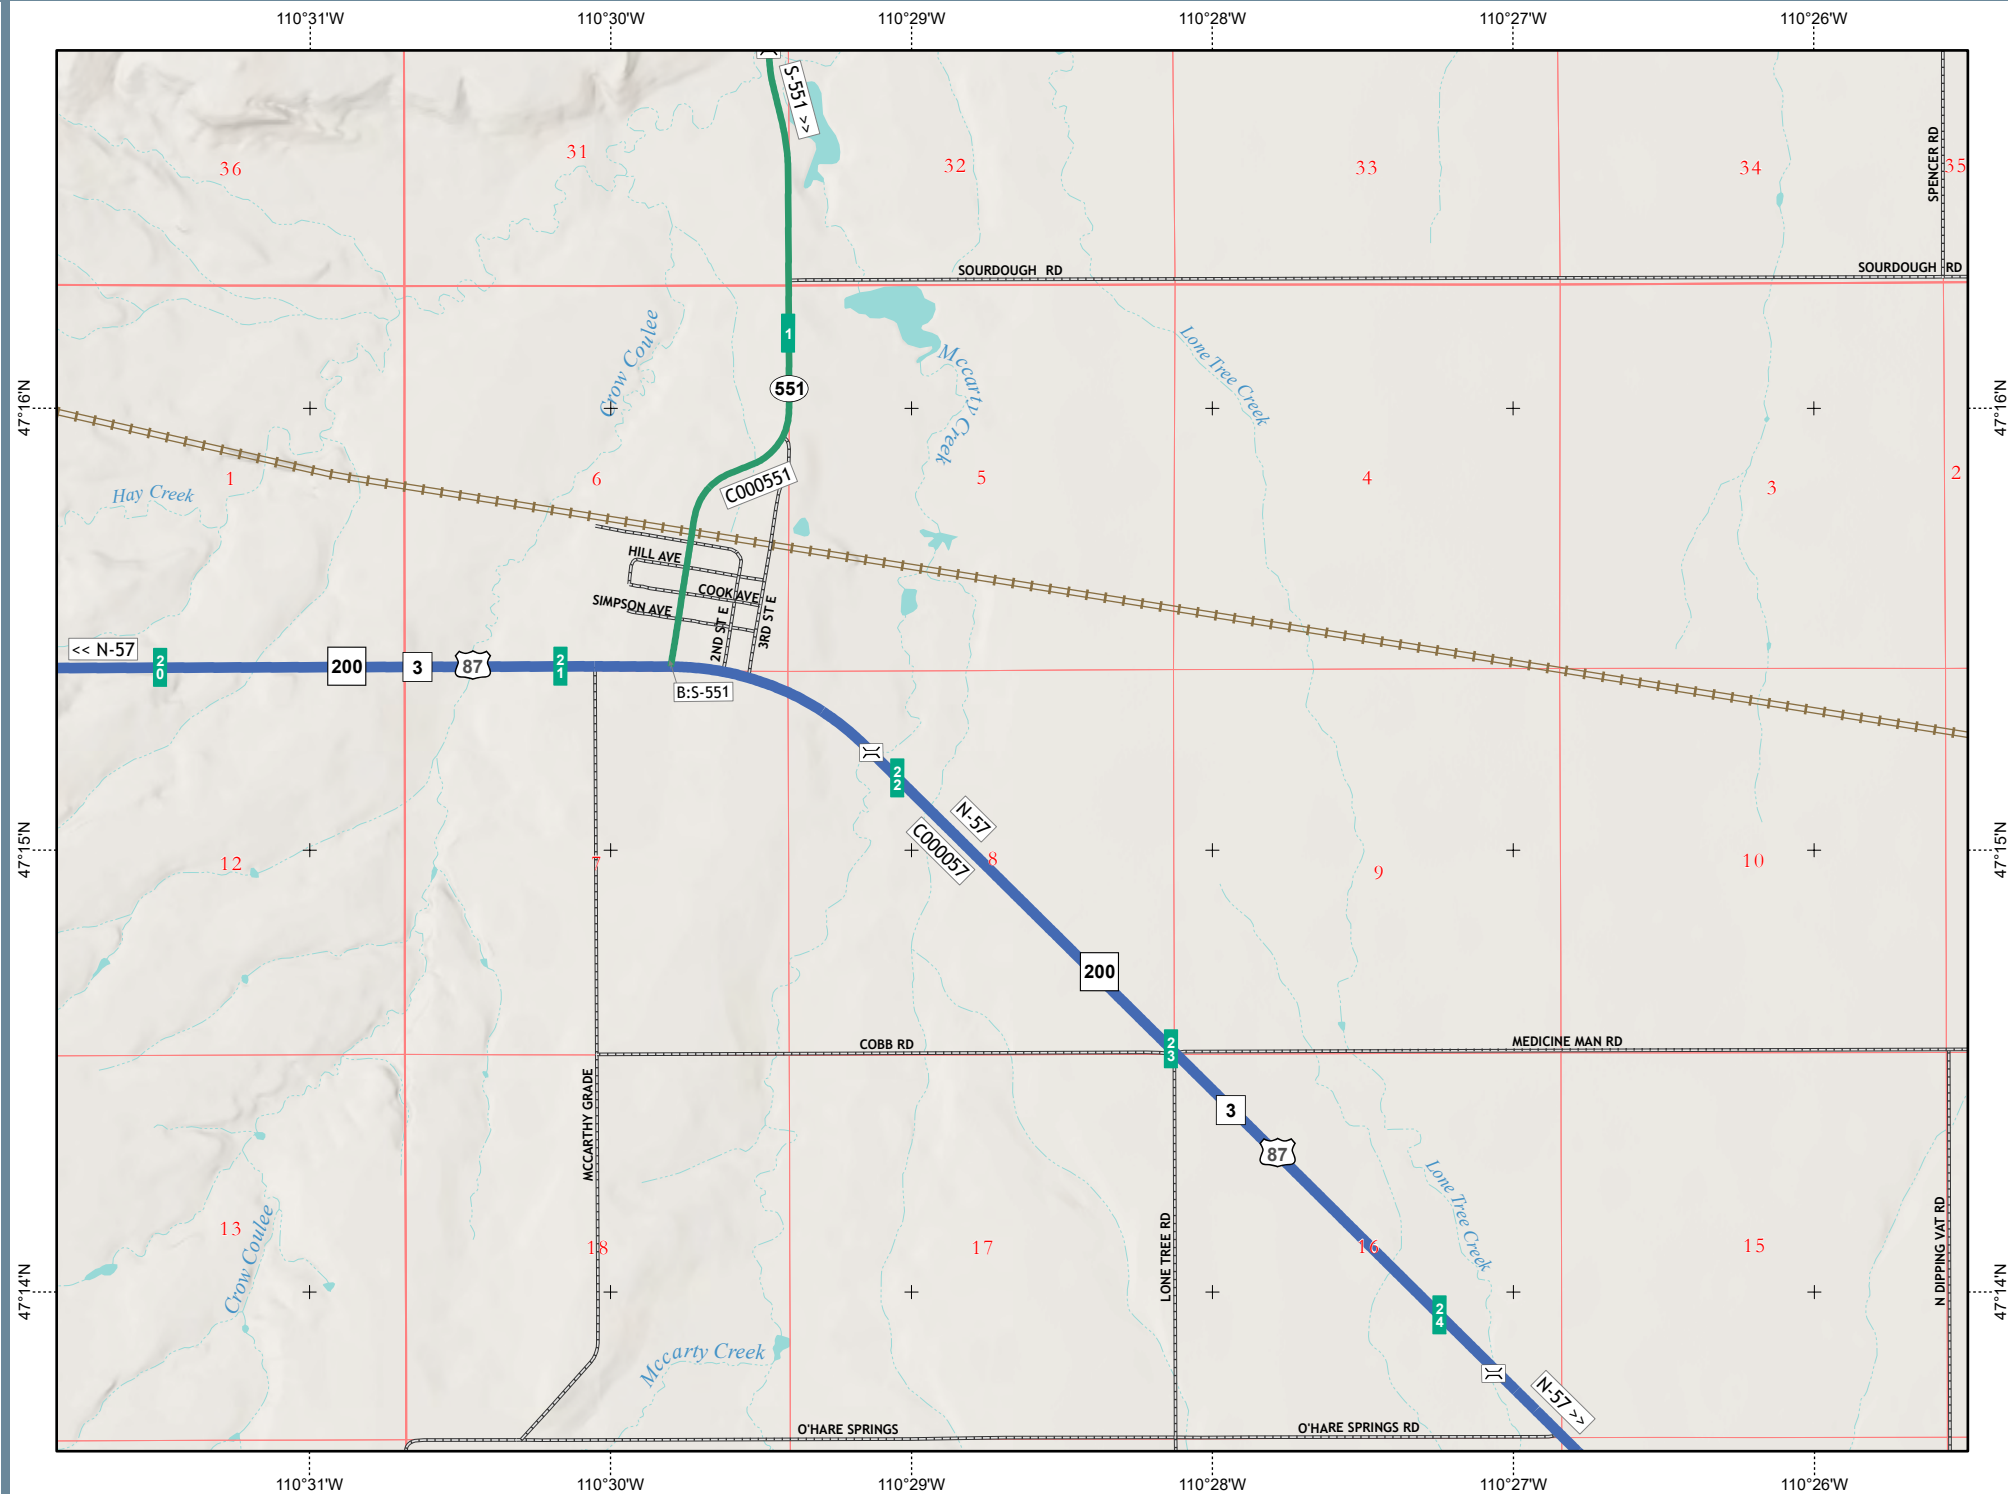 110°31'W
110°30'W
110°29'W
110°28'W
110°27'W
110°26'W
S-551 >>
36
31
32
33
34
35
SPENCER RD
SOURDOUGH RD
SOURDOUGH RD
1
Crow Coulee
Mccarty Creek
Lone Tree Creek
551
47°16'N
47°16'N
Hay Creek
1
6
C000551
5
4
3
2
HILL AVE
COOK AVE
SIMPSON AVE
2ND ST E
3RD ST E
<< N-57
20
200
3
87
21
B:S-551
22
N-57
C000057
47°15'N
47°15'N
12
7
8
9
10
200
COBB RD
23
MEDICINE MAN RD
MCCARTHY GRADE
3
87
Lone Tree Creek
13
Crow Coulee
18
17
LONE TREE RD
16
15
N DIPPING VAT RD
47°14'N
47°14'N
24
Mccarty Creek
N-57 >>
O'HARE SPRINGS
O'HARE SPRINGS RD
110°31'W
110°30'W
110°29'W
110°28'W
110°27'W
110°26'W